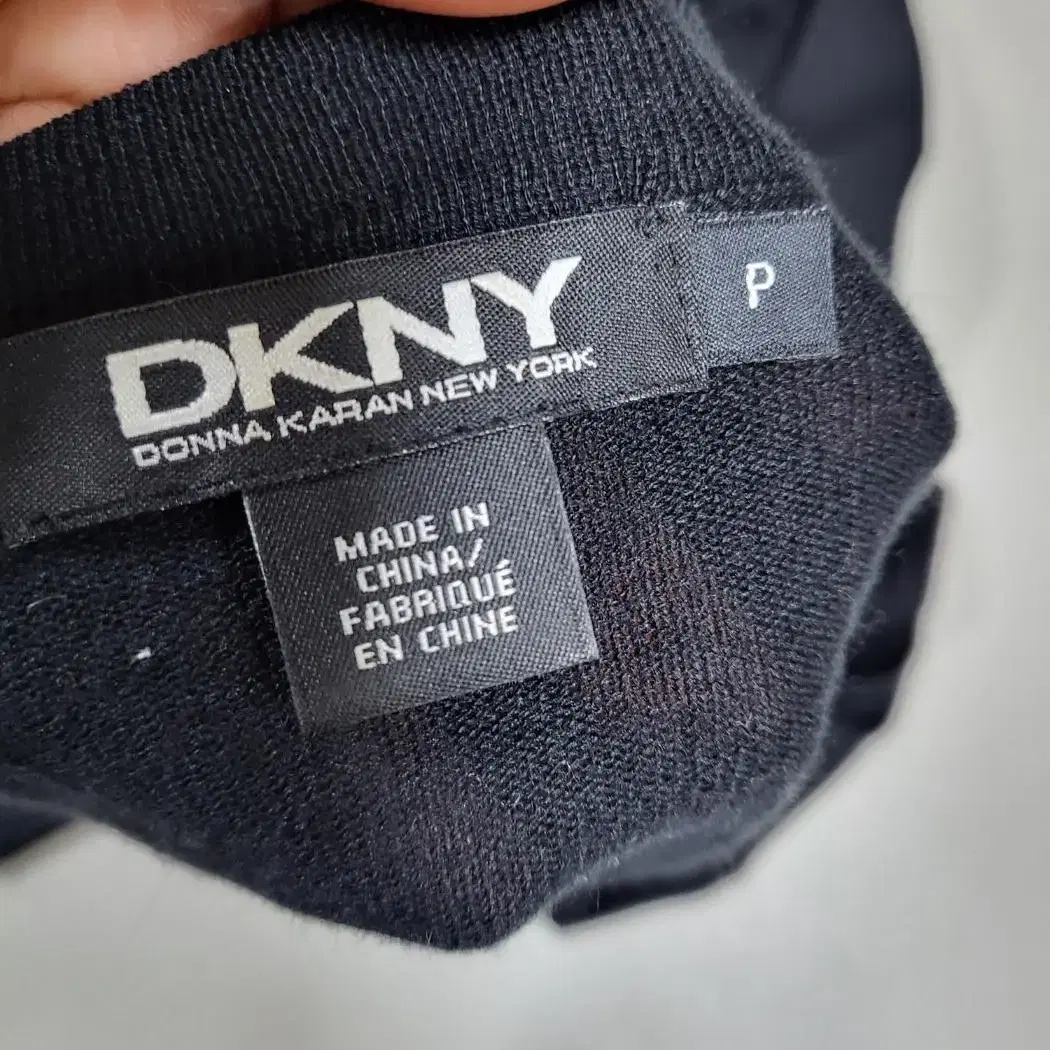 DKNY
DONNA KARAN NEW YORK
P
MADE IN
CHINA/
FABRIQUÉ
EN CHINE